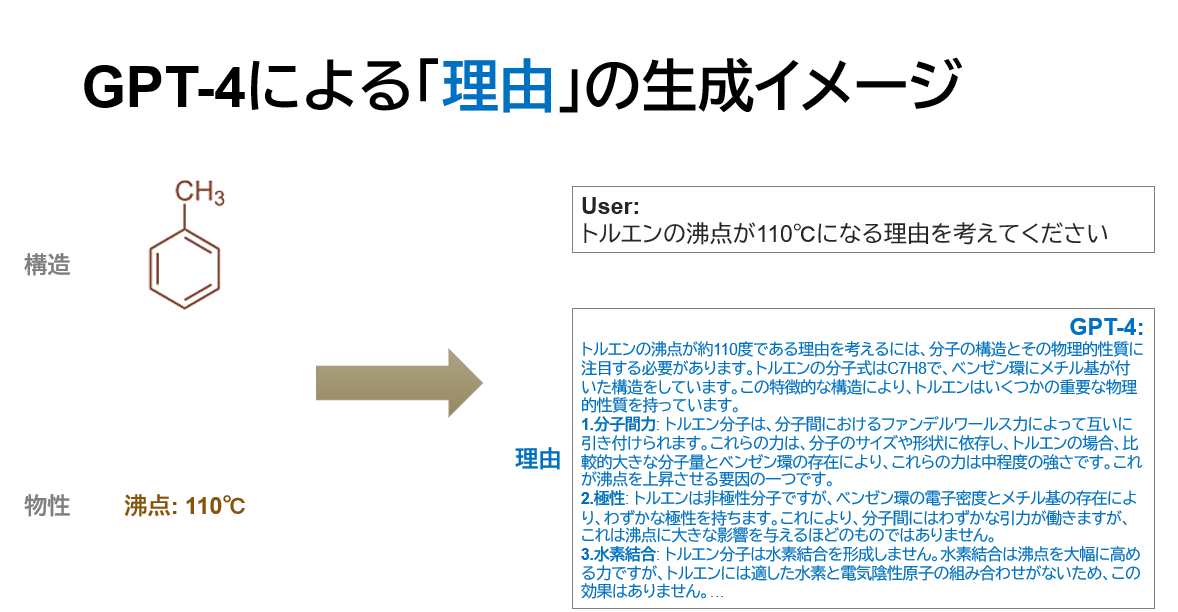 GPT-4による「理由」の生成イメージ
CH3
構造
物性
沸点: 110℃
User:
トルエンの沸点が110℃になる理由を考えてください
理由
GPT-4:
トルエンの沸点が約110度である理由を考えるには、分子の構造とその物理的性質に
注目する必要があります。トルエンの分子式はC7H8で、ベンゼン環にメチル基が付
いた構造をしています。この特徴的な構造により、トルエンはいくつかの重要な物理
的性質を持っています。
1.分子間力: トルエン分子は、分子間におけるファンデルワールス力によって互いに
引き付けられます。これらの力は、分子のサイズや形状に依存し、トルエンの場合、比
較的大きな分子量とベンゼン環の存在により、これらの力は中程度の強さです。これ
が沸点を上昇させる要因の一つです。
2.極性: トルエンは非極性分子ですが、ベンゼン環の電子密度とメチル基の存在によ
り、わずかな極性を持ちます。これにより、分子間にはわずかな引力が働きますが、
これは沸点に大きな影響を与えるほどのものではありません。
3.水素結合: トルエン分子は水素結合を形成しません。水素結合は沸点を大幅に高め
る力ですが、トルエンには適した水素と電気陰性原子の組み合わせがないため、この
効果はありません。…